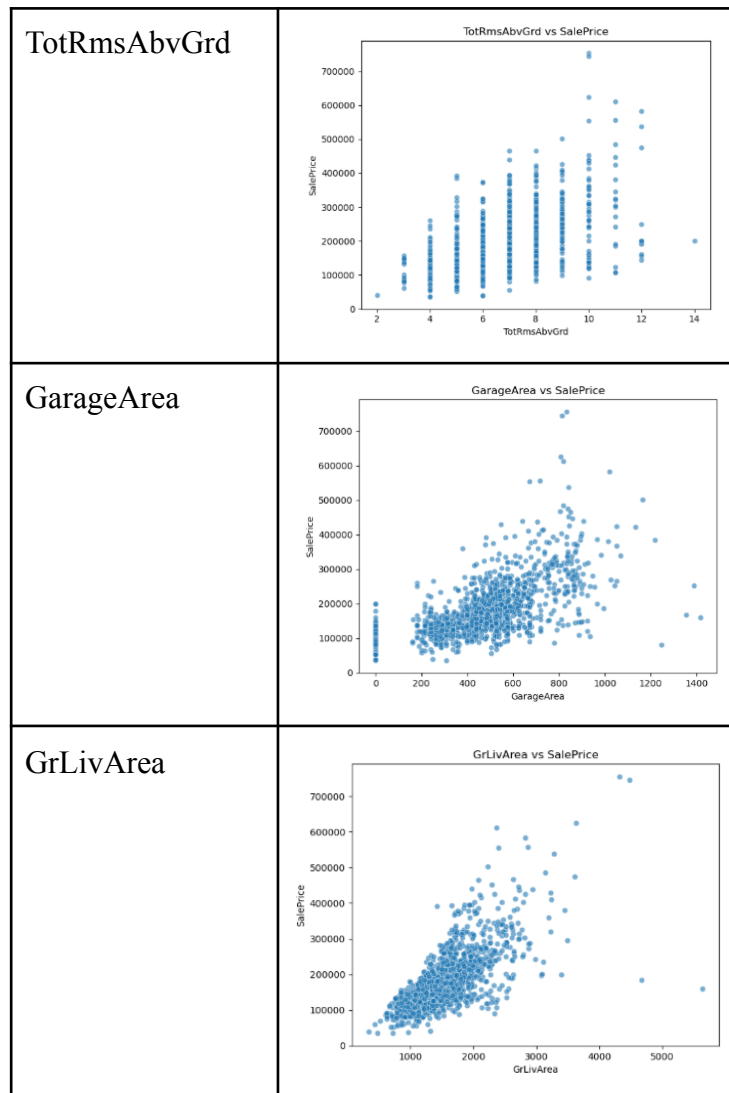 TotRmsAbvGrd
TotRmsAbvGrd vs SalePrice
700000
600000
500000
400000
300000
200000
100000
0
SalePrice
2 4 6 8 10 12 14
TotRmsAbvGrd
GarageArea
GarageArea vs SalePrice
700000
600000
500000
400000
300000
200000
100000
0
SalePrice
0 200 400 600 800 1000 1200 1400
GarageArea
GrLivArea
GrLivArea vs SalePrice
700000
600000
500000
400000
300000
200000
100000
0
SalePrice
1000 2000 3000 4000 5000
GrLivArea